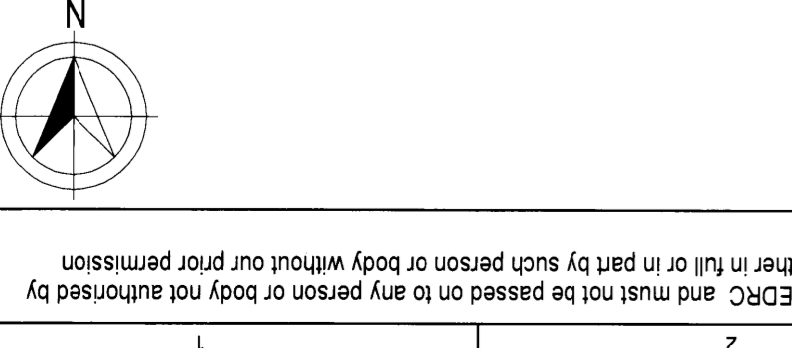 N
2 1
EDRC and must not be passed on to any person or body not authorised by
ther in full or in part by such person or body without our prior permission